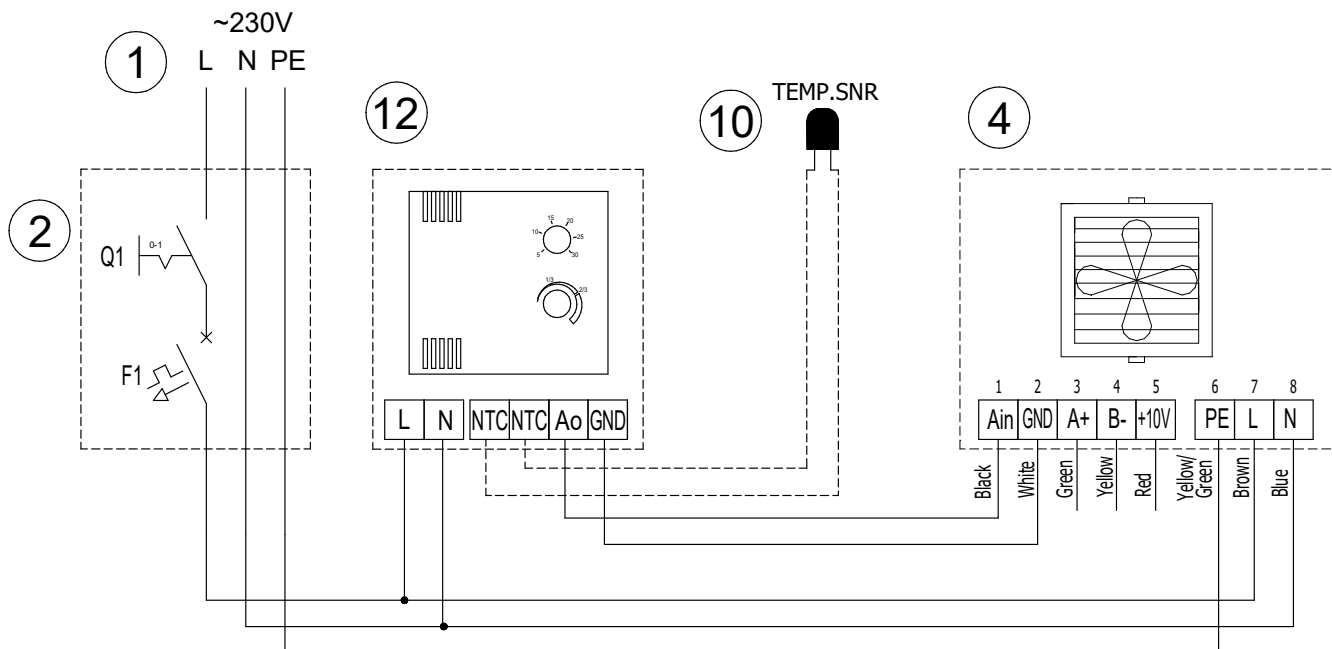 ~230V
1
L N PE
12
10
TEMP.SNR
4
2
Q1
0-1
F1
5
10
15
20
25
30
1/3
2/3
L N NTC NTC Ao GND
1 2 3 4 5 6 7 8
Ain GND A+ B- +10V PE L N
Black
White
Green
Yellow
Red
Yellow/
Green
Brown
Blue